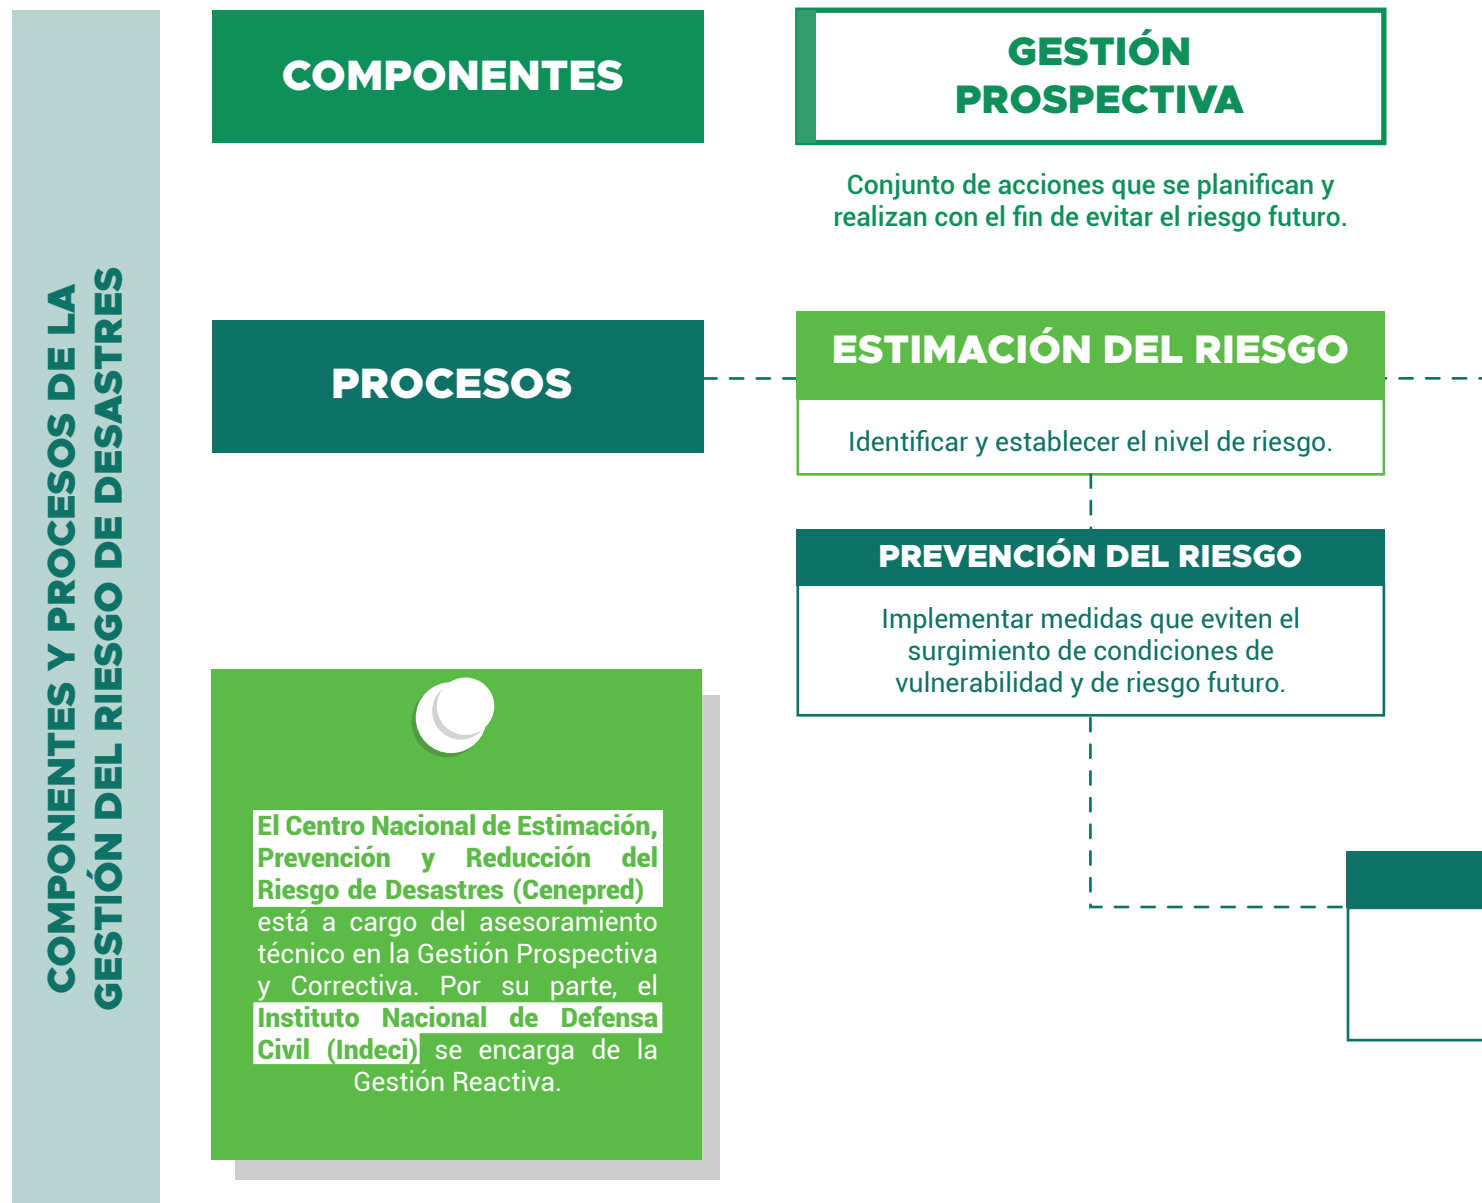 COMPONENTES Y PROCESOS DE LA
GESTIÓN DEL RIESGO DE DESASTRES
COMPONENTES
GESTIÓN
PROSPECTIVA
Conjunto de acciones que se planifican y
realizan con el fin de evitar el riesgo futuro.
PROCESOS
ESTIMACIÓN DEL RIESGO
Identificar y establecer el nivel de riesgo.
PREVENCIÓN DEL RIESGO
Implementar medidas que eviten el
surgimiento de condiciones de
vulnerabilidad y de riesgo futuro.
El Centro Nacional de Estimación,
Prevención y Reducción del
Riesgo de Desastres (Cenepred)
está a cargo del asesoramiento
técnico en la Gestión Prospectiva
y Correctiva. Por su parte, el
Instituto Nacional de Defensa
Civil (Indeci) se encarga de la
Gestión Reactiva.